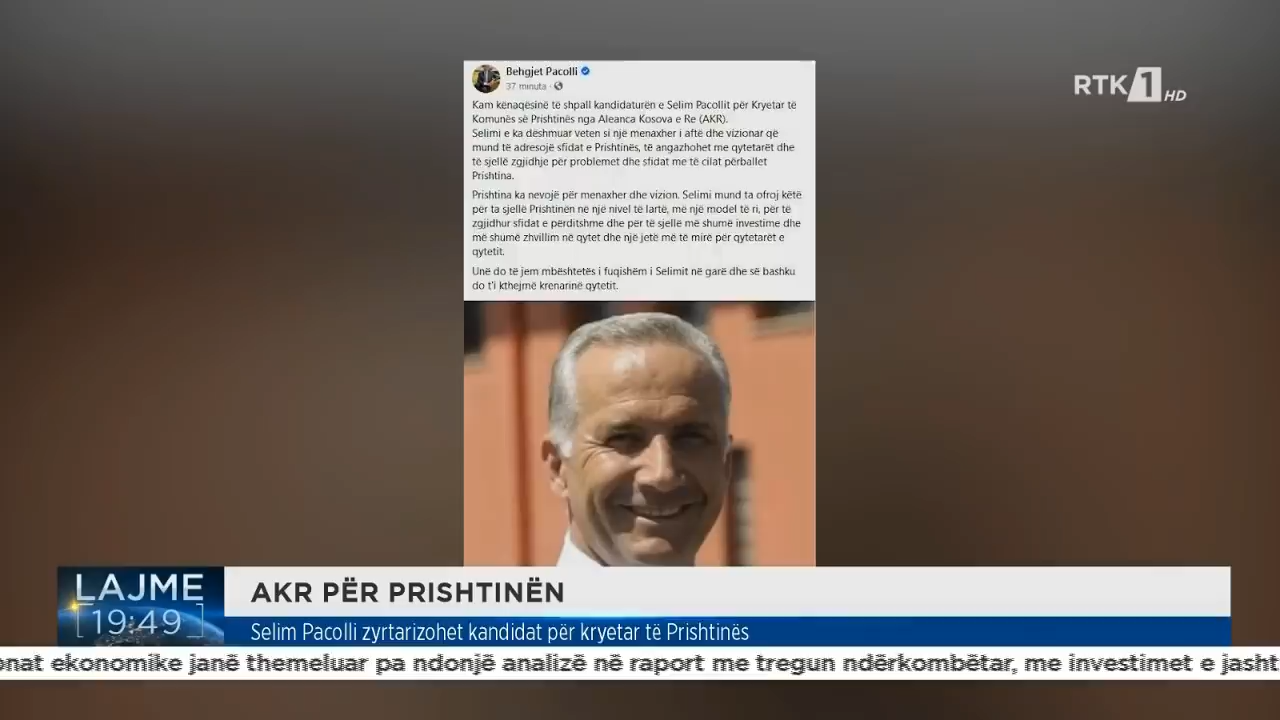 Behgjet Pacolli
37 minuta
RTK 1 HD
Kam kënaqësinë të shpall kandidaturën e Selim Pacollit për Kryetar të
Komunës së Prishtinës nga Aleanca Kosova e Re (AKR).
Selimi e ka dëshmuar veten si një menaxher i aftë dhe vizionar që
mund të adresojë sfidat e Prishtinës, të angazhohet me qytetarët dhe
të sjellë zgjidhje për problemet dhe sfidat me të cilat përballet
Prishtina.
Prishtina ka nevojë për menaxher dhe vizion. Selimi mund ta ofroj këtë
për ta sjellë Prishtinën në një nivel të lartë, me një model të ri, për të
zgjidhur sfidat e përditshme dhe për të sjelle më shumë investime dhe
më shumë zhvillim në qytet dhe një jetë më të mirë për qytetarët e
qytetit.
Unë do të jem mbështetës i fuqishëm i Selimit në garë dhe së bashku
do t'i kthejmë krenarinë qytetit.
LAJME
19:49
AKR PËR PRISHTINËN
Selim Pacolli zyrtarizohet kandidat për kryetar të Prishtinës
onat ekonomike janë themeluar pa ndonjë analizë në raport me tregun ndërkombëtar, me investimet e jasht